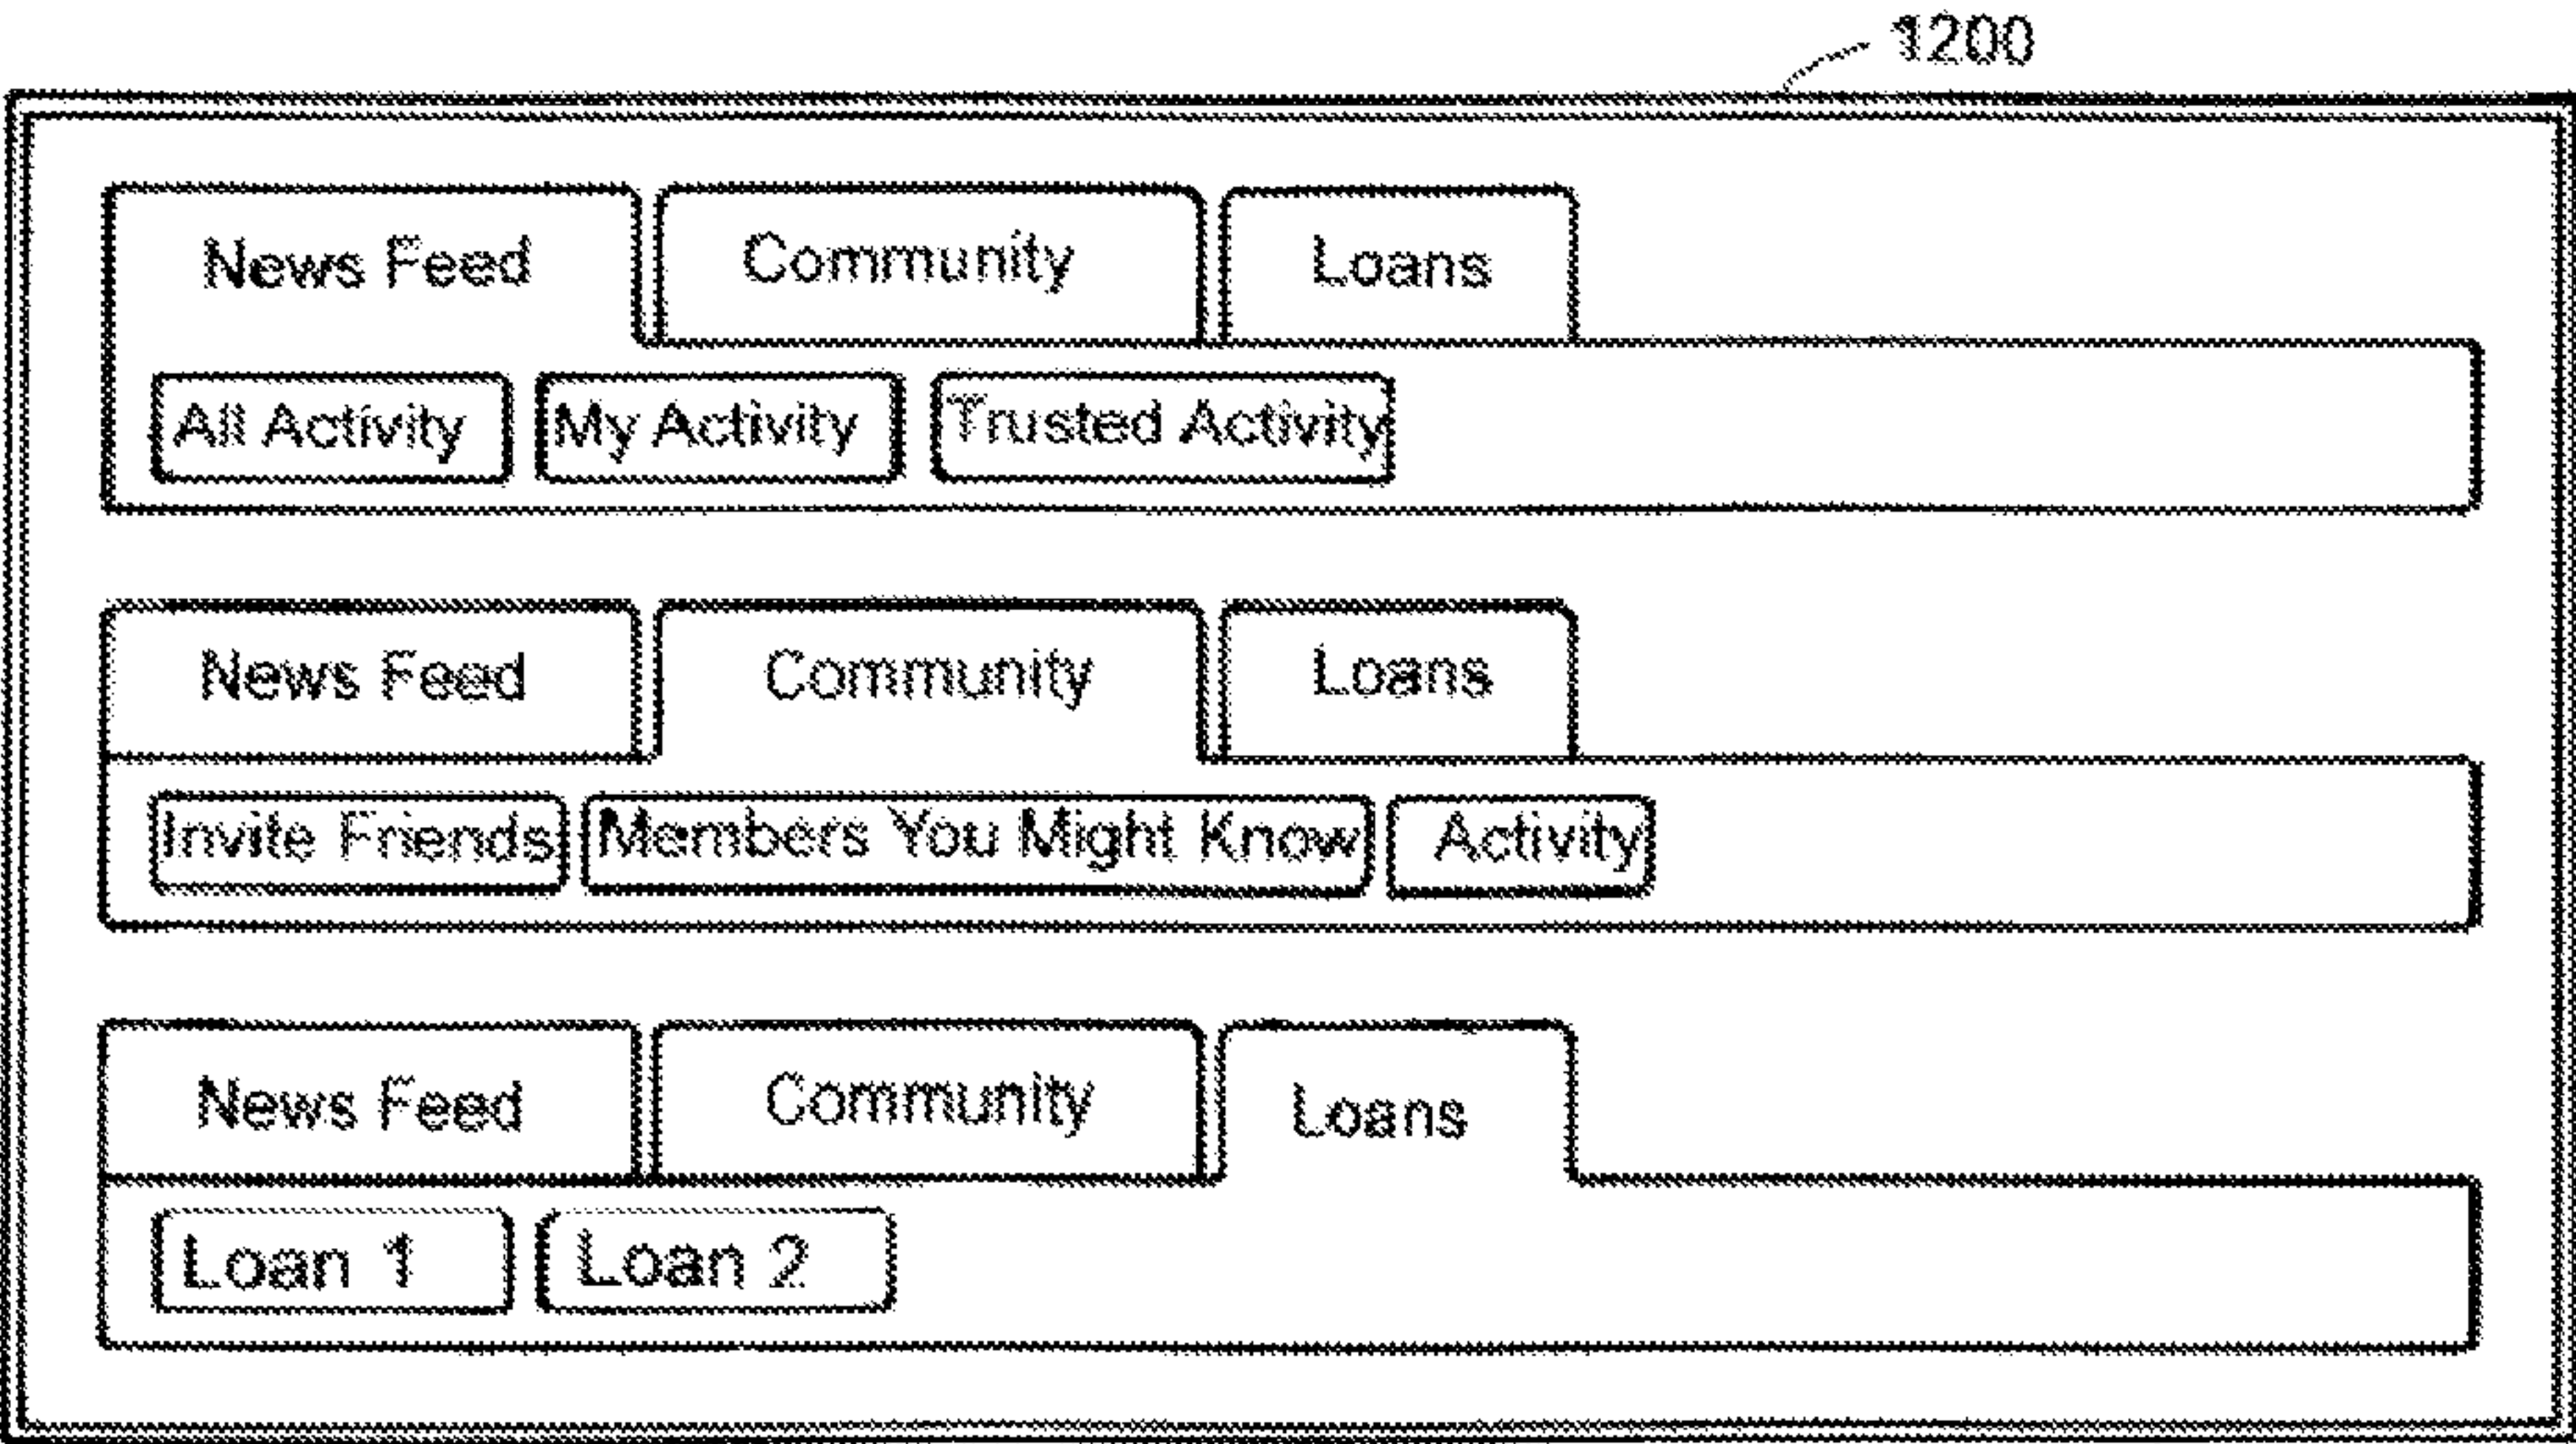 1200
News Feed Community Loans
All Activity My Activity Trusted Activity
News Feed Community Loans
Invite Friends Members You Might Know Activity
News Feed Community Loans
Loan 1 Loan 2